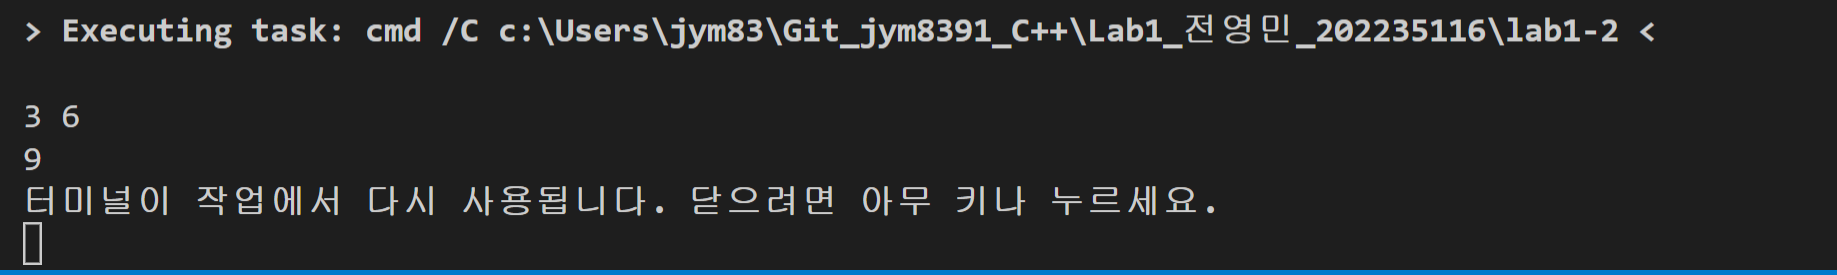 > Executing task: cmd /C c:\Users\jym83\Git_jym8391_C++\Lab1_전영민_202235116\lab1-2 <
3 6
9
터미널이 작업에서 다시 사용됩니다. 닫으려면 아무 키나 누르세요.